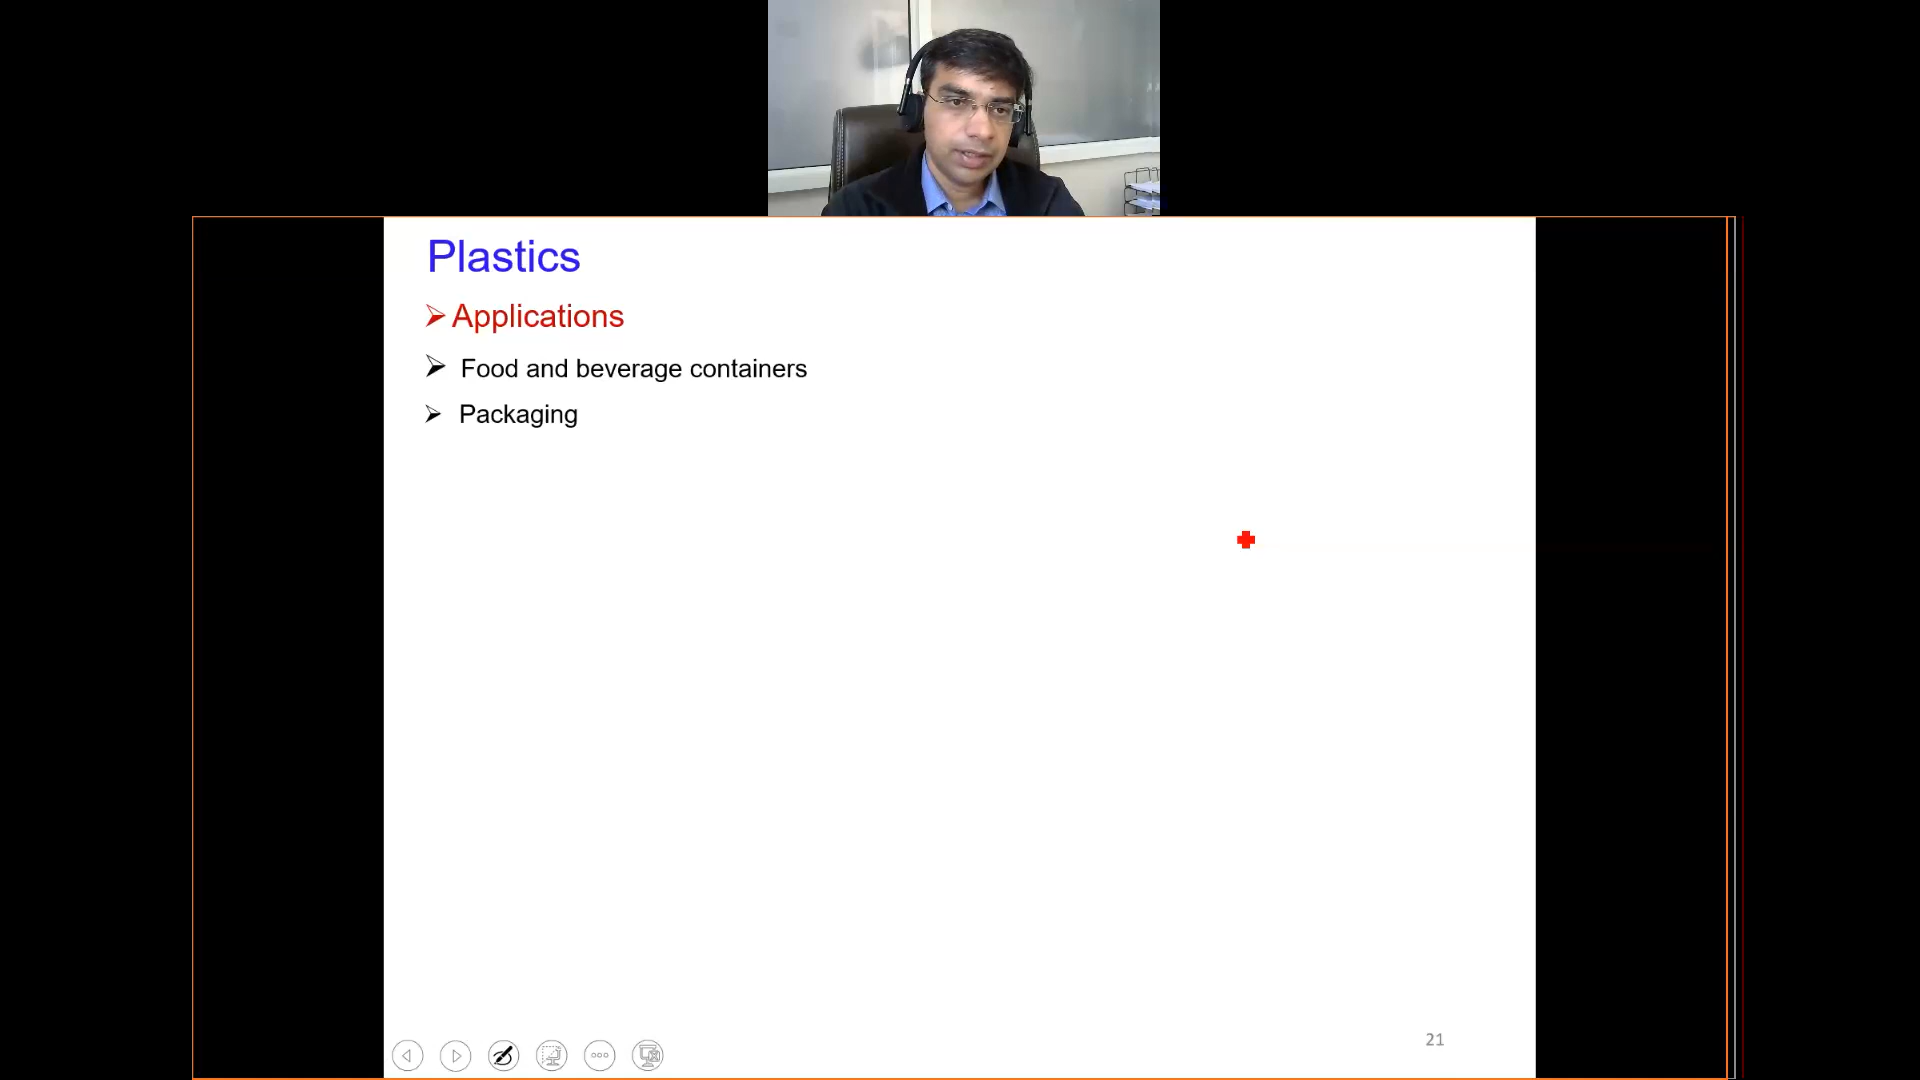 Plastics
Applications
Food and beverage containers
Packaging
21